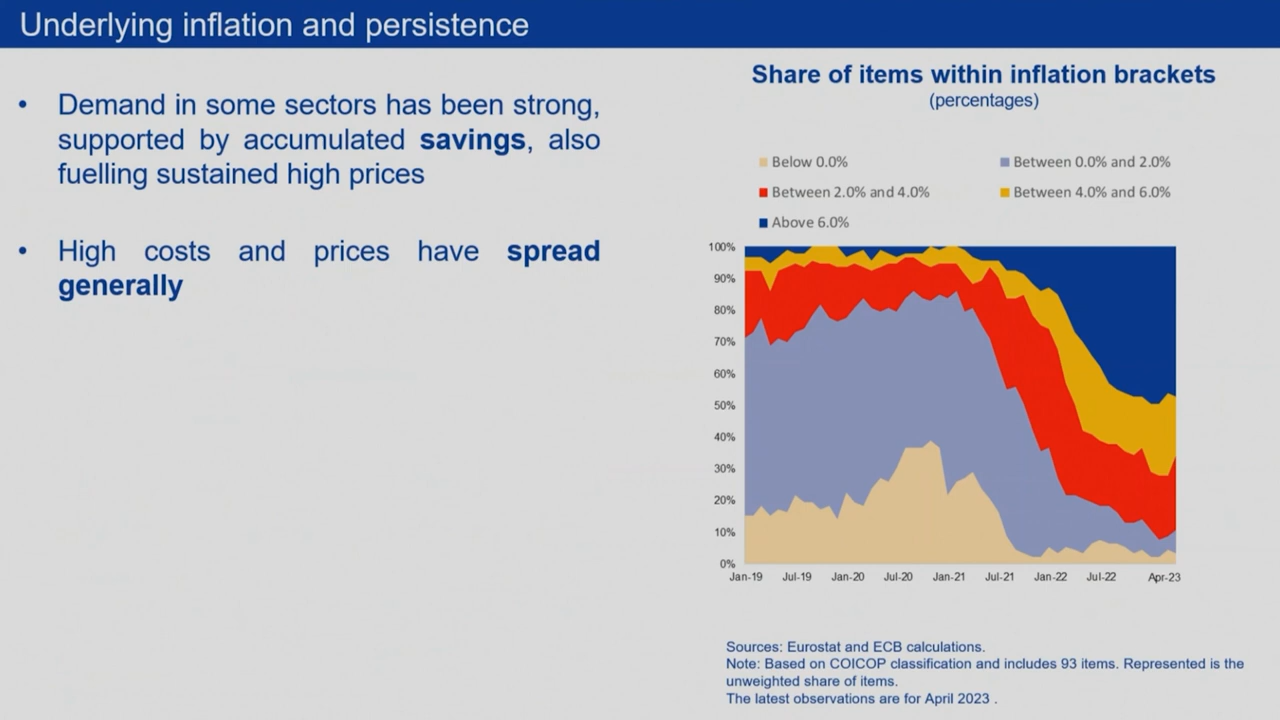 Underlying inflation and persistence
• Demand in some sectors has been strong,
supported by accumulated savings, also
fuelling sustained high prices
• High costs and prices have spread
generally
Share of items within inflation brackets
(percentages)
Below 0.0%
Between 0.0% and 2.0%
Between 2.0% and 4.0%
Between 4.0% and 6.0%
Above 6.0%
100%
90%
80%
70%
60%
50%
40%
30%
20%
10%
0%
Jan-19 Jul-19 Jan-20 Jul-20 Jan-21 Jul-21 Jan-22 Jul-22 Apr-23
Sources: Eurostat and ECB calculations.
Note: Based on COICOP classification and includes 93 items. Represented is the
unweighted share of items.
The latest observations are for April 2023 .